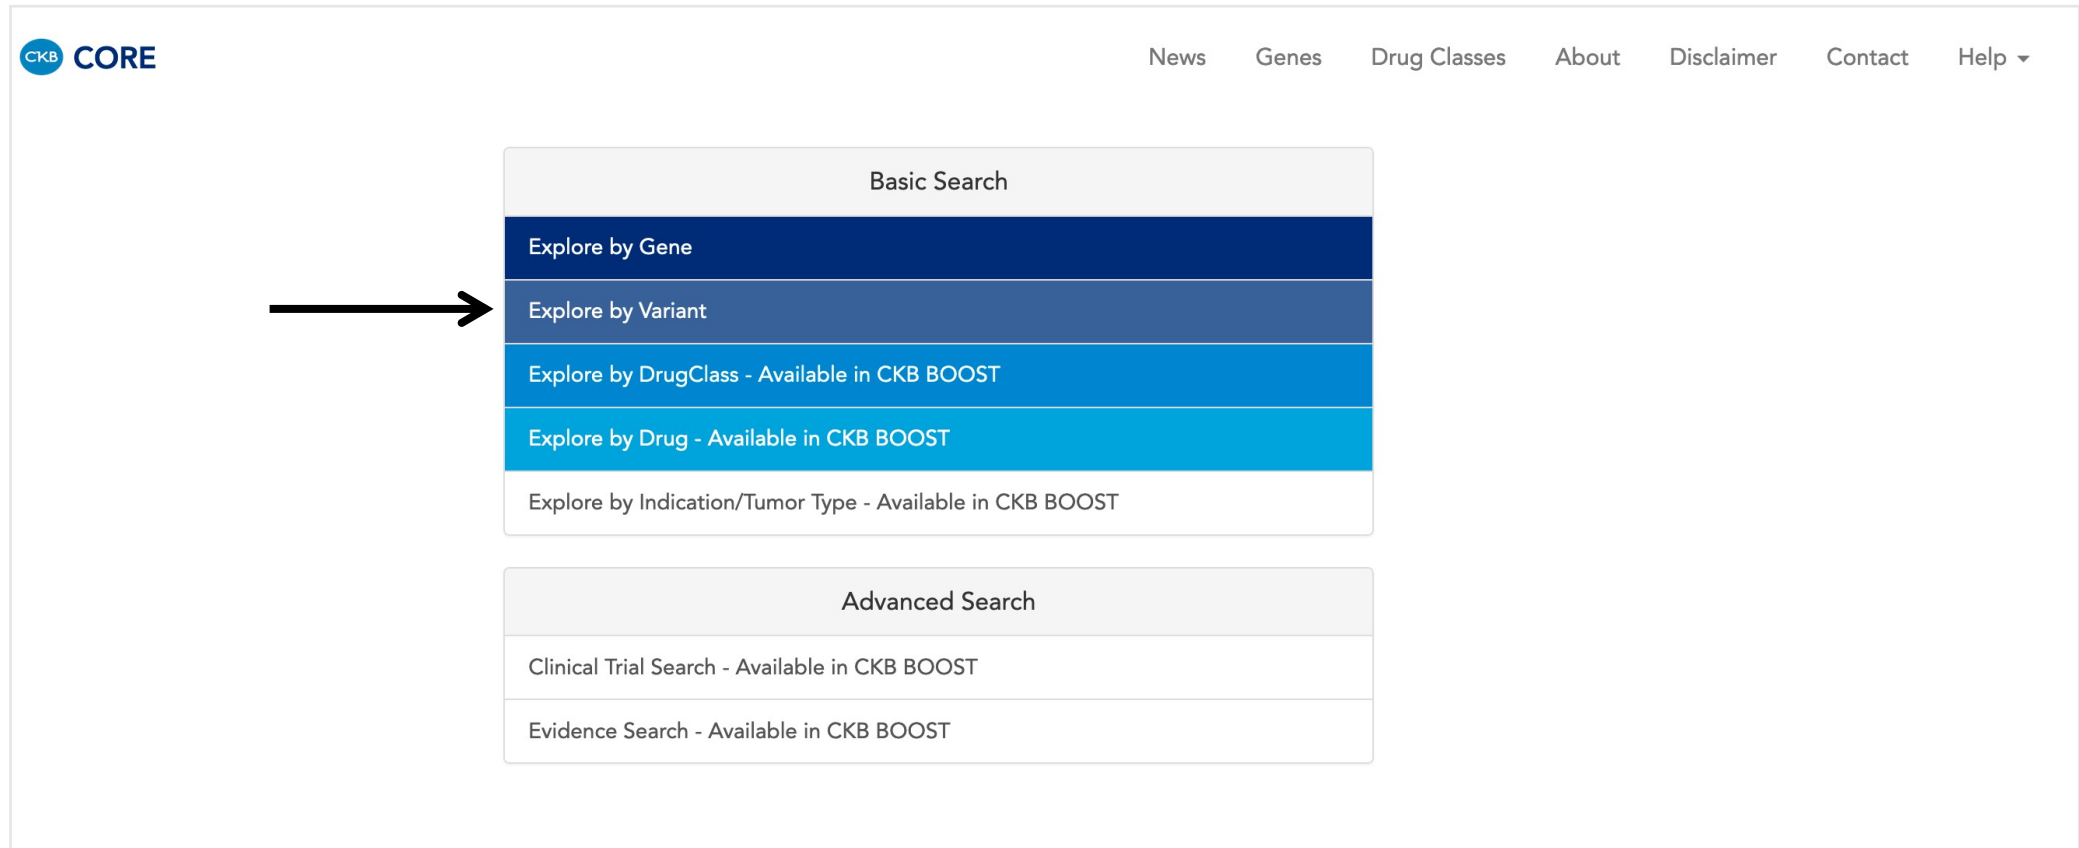 CKB CORE
News Genes Drug Classes About Disclaimer Contact Help
Basic Search
Explore by Gene
Explore by Variant
Explore by DrugClass - Available in CKB BOOST
Explore by Drug - Available in CKB BOOST
Explore by Indication/Tumor Type - Available in CKB BOOST
Advanced Search
Clinical Trial Search - Available in CKB BOOST
Evidence Search - Available in CKB BOOST